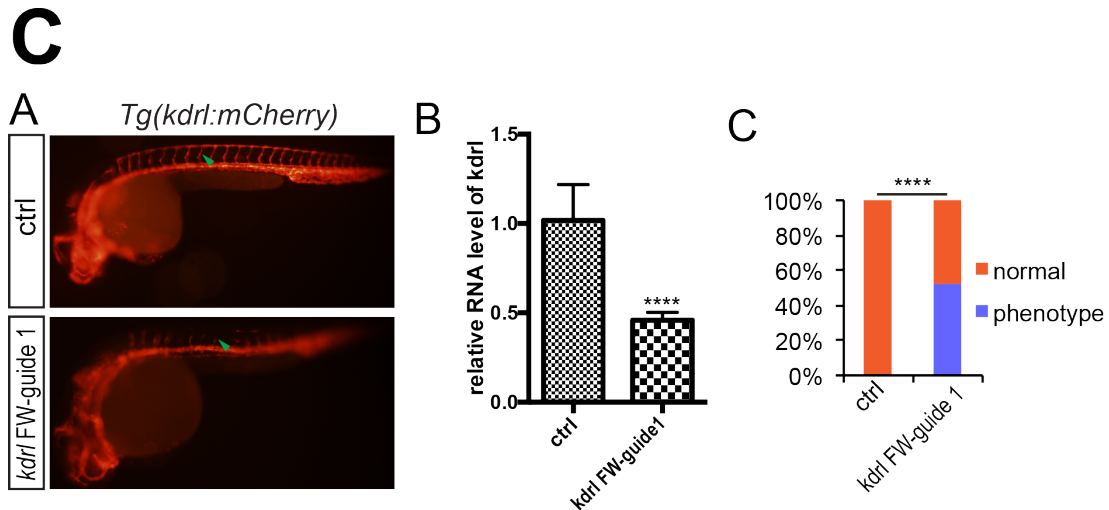 C
A
Tg(kdrl:mCherry)
ctrl
kdrl FW-guide 1
B
relative RNA level of kdrl
1.5
1.0
0.5
0.0
****
ctrl
kdrl FW-guide1
C
****
100%
80%
60%
40%
20%
0%
ctrl
kdrl FW-guide 1
normal
phenotype